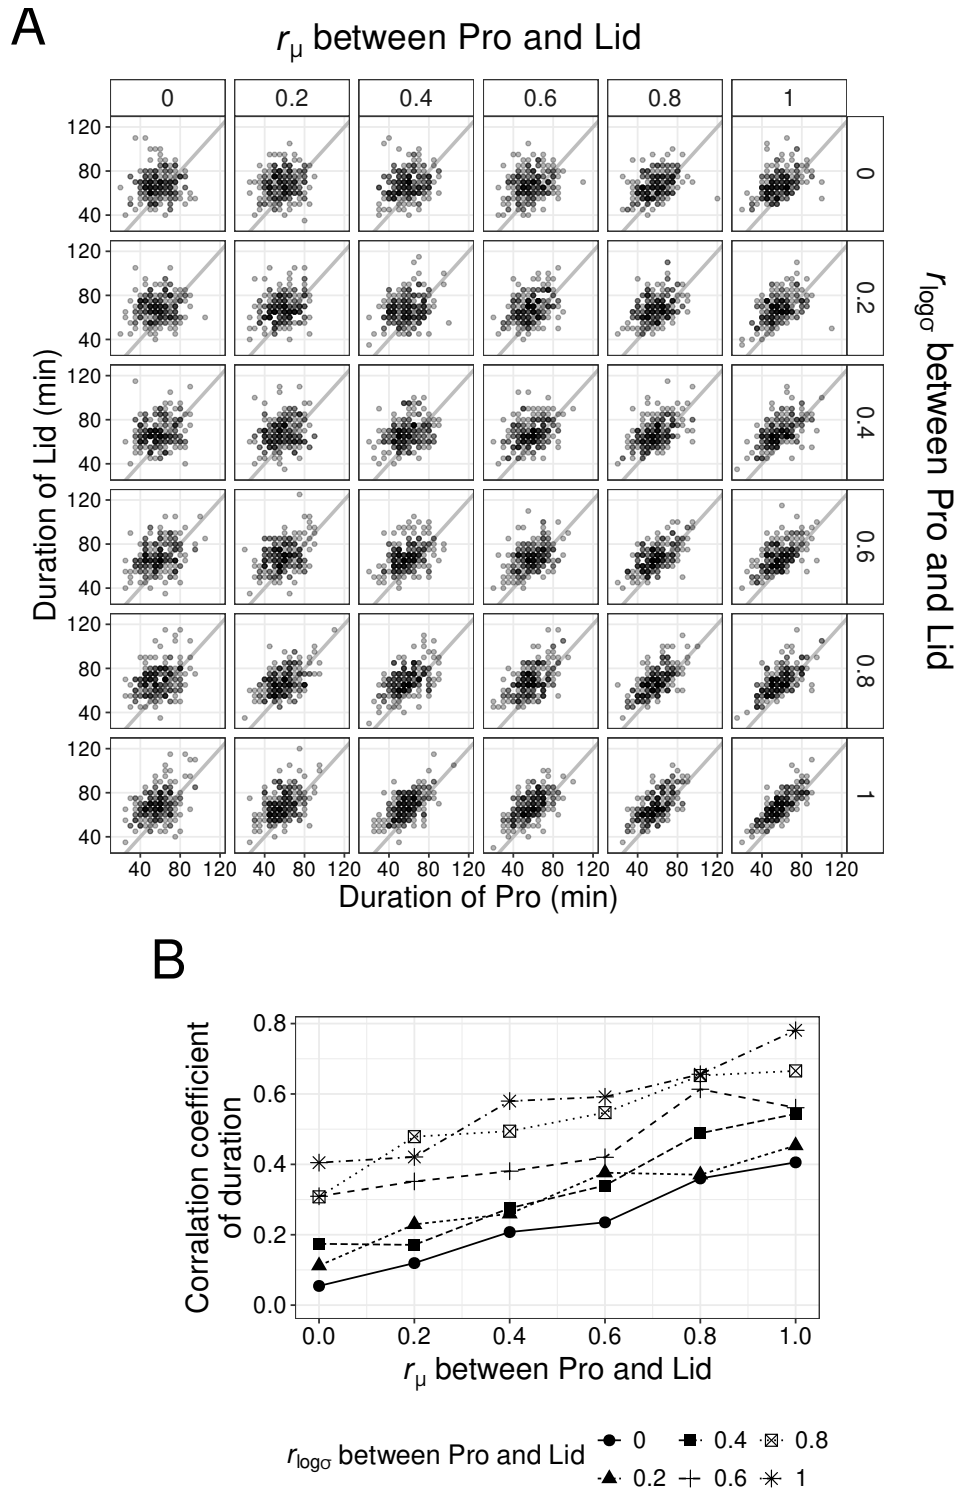 A
rμ between Pro and Lid
0 0.2 0.4 0.6 0.8 1
120
80
40
0
120
80
40
0.2
120
80
40
0.4
120
80
40
0.6
120
80
40
0.8
120
80
40
1
Duration of Lid (min)
rlogσ between Pro and Lid
40 80 120 40 80 120 40 80 120 40 80 120 40 80 120 40 80 120
Duration of Pro (min)
B
Corralation coefficient
of duration
0.8
0.6
0.4
0.2
0.0
0.0 0.2 0.4 0.6 0.8 1.0
rμ between Pro and Lid
rlogσ between Pro and Lid
0 0.4 0.8
0.2 0.6 1